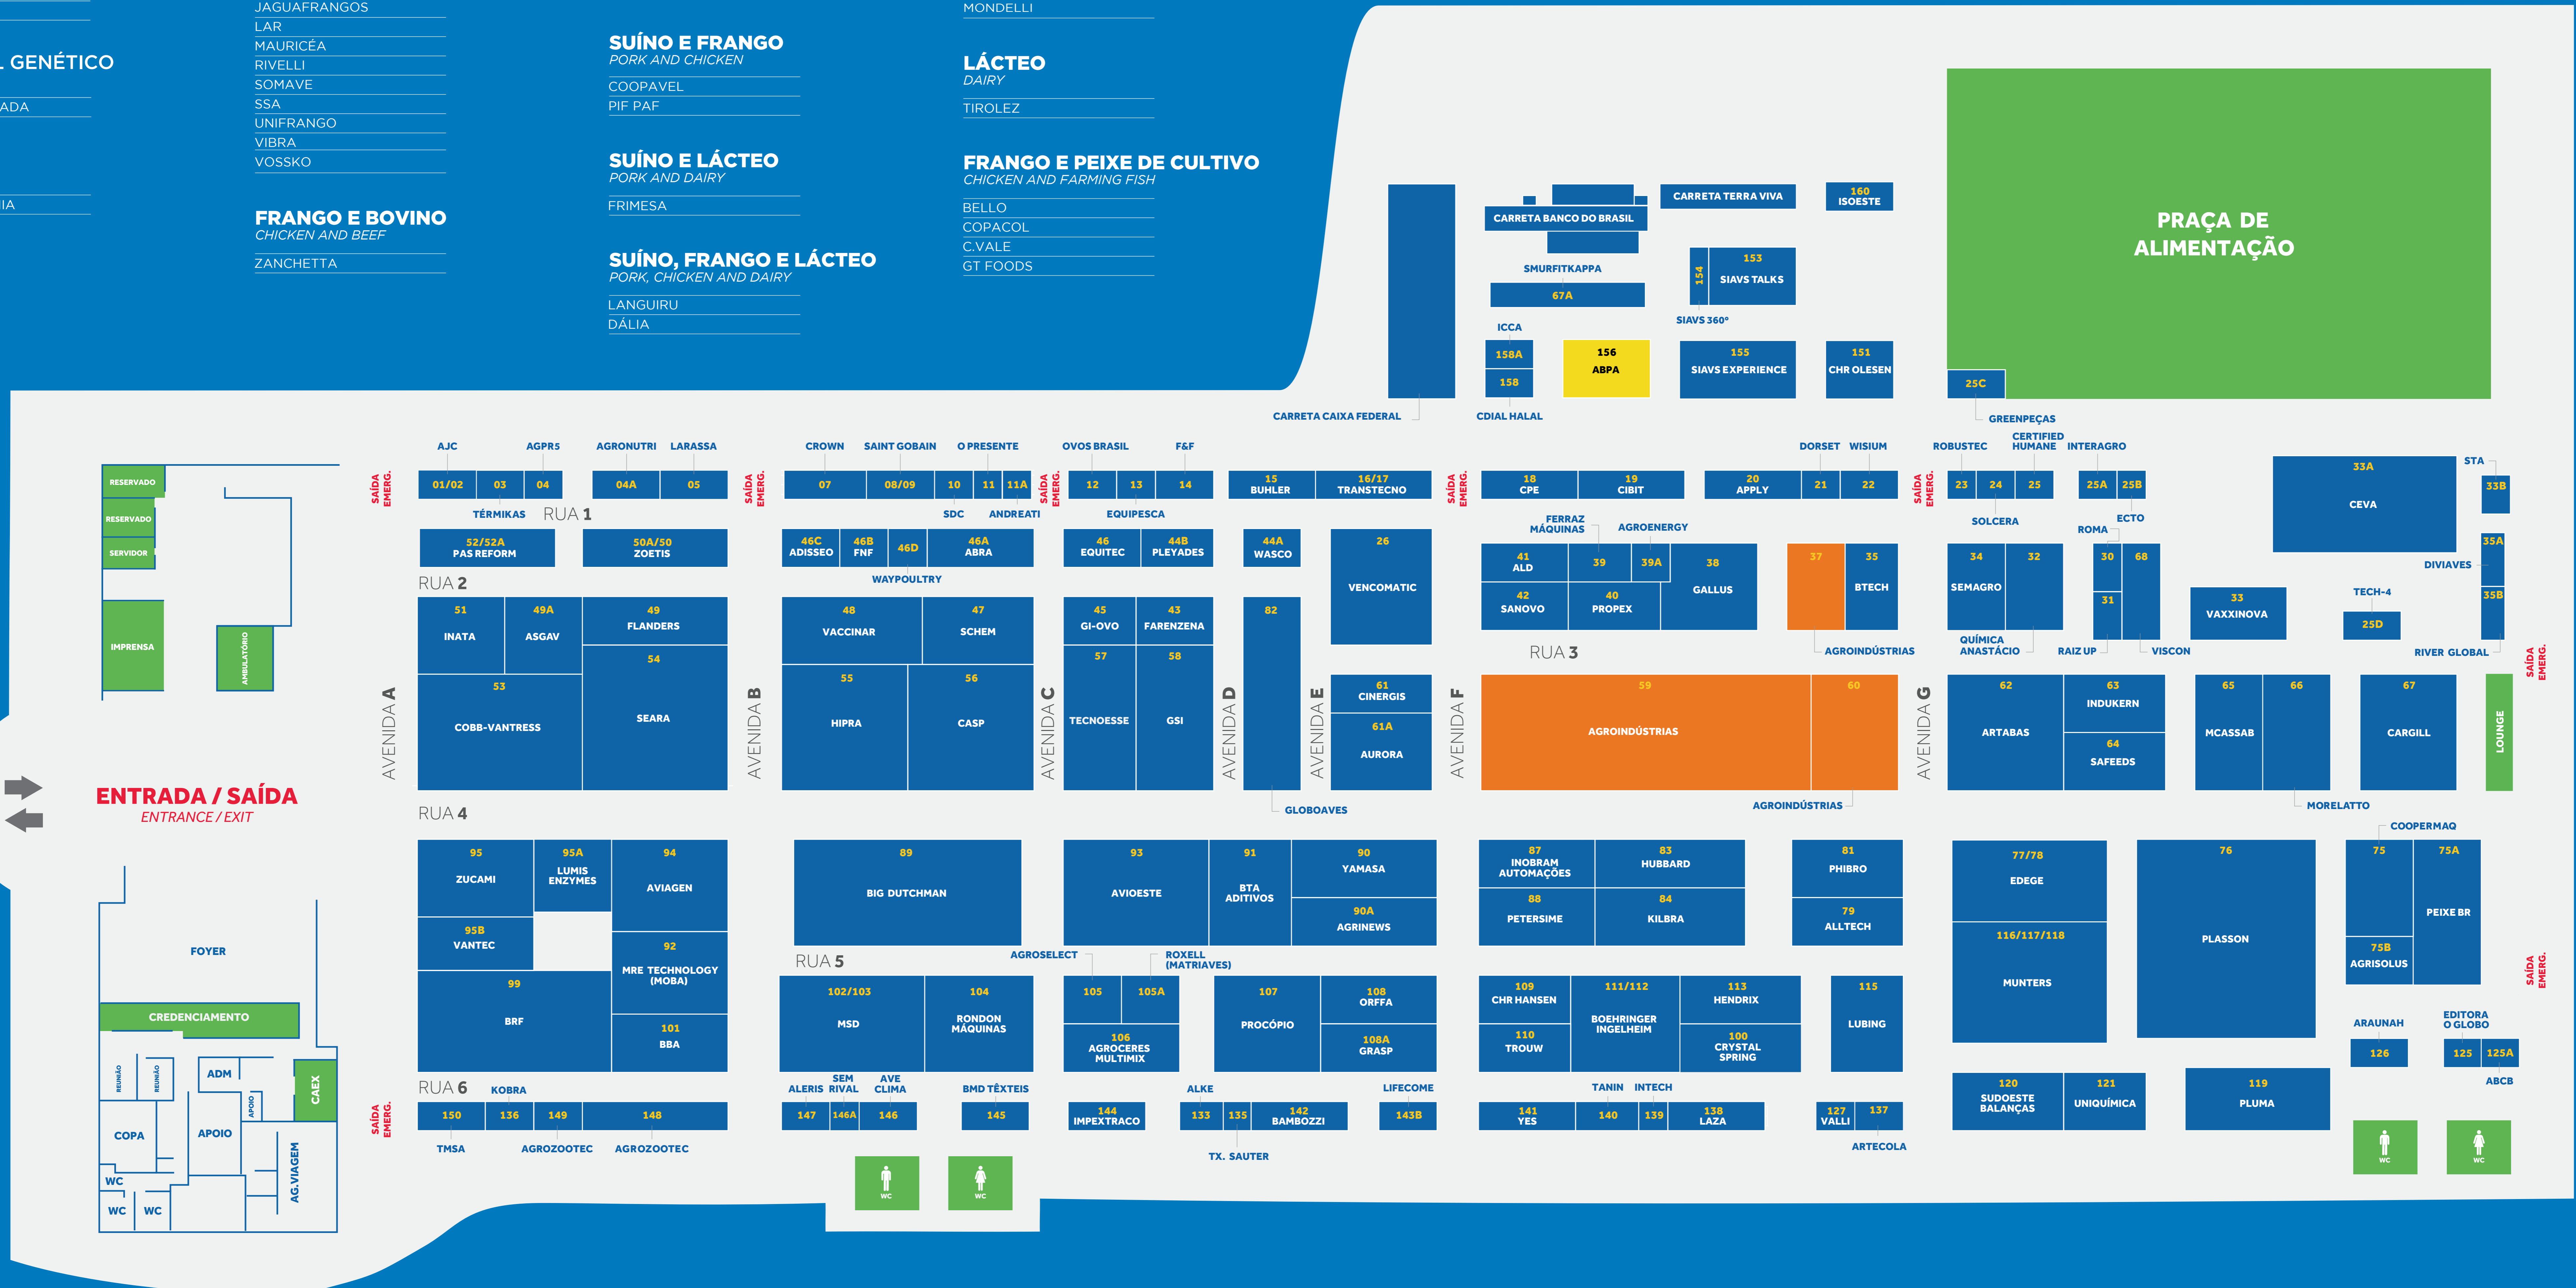 L GENÉTICO
ADA
IA
JAGUAFRANGOS
LAR
MAURICÉA
RIVELLI
SOMAVE
SSA
UNIFRANGO
VIBRA
VOSSKO
FRANGO E BOVINO
CHICKEN AND BEEF
ZANCHETTA
SUÍNO E FRANGO
PORK AND CHICKEN
COOPAVEL
PIF PAF
SUÍNO E LÁCTEO
PORK AND DAIRY
FRIMESA
SUÍNO, FRANGO E LÁCTEO
PORK, CHICKEN AND DAIRY
LANGUIRU
DÁLIA
MONDELLI
LÁCTEO
DAIRY
TIROLEZ
FRANGO E PEIXE DE CULTIVO
CHICKEN AND FARMING FISH
BELLO
COPACOL
C.VALE
GT FOODS
CARRETA CAIXA FEDERAL
CARRETA BANCO DO BRASIL
CARRETA TERRA VIVA
160
ISOESTE
SMURFITKAPPA
67A
154
SIAVS 360º
153
SIAVS TALKS
ICCA
158A
158
CDIAL HALAL
156
ABPA
155
SIAVS EXPERIENCE
151
CHR OLESEN
PRAÇA DE
ALIMENTAÇÃO
25C
GREENPEÇAS
RESERVADO
RESERVADO
SERVIDOR
IMPRENSA
AMBULATÓRIO
ENTRADA / SAÍDA
ENTRANCE / EXIT
FOYER
CREDENCIAMENTO
REUNIÃO
REUNIÃO
ADM
APOIO
CAEX
COPA
APOIO
AG.VIAGEM
WC
WC
WC
SAÍDA
EMERG.
AJC
AGPR5
AGRONUTRI
LARASSA
01/02
03
04
04A
05
TÉRMIKAS
RUA 1
SAÍDA
EMERG.
CROWN
SAINT GOBAIN
O PRESENTE
07
08/09
10
11
11A
SDC
ANDREATI
SAÍDA
EMERG.
OVOS BRASIL
F&F
12
13
14
EQUIPESCA
15
BUHLER
16/17
TRANSTECNO
SAÍDA
EMERG.
18
CPE
19
CIBIT
20
APPLY
DORSET
WISIUM
21
22
SAÍDA
EMERG.
ROBUSTEC
CERTIFIED
HUMANE
INTERAGRO
23
24
25
25A
25B
SOLCERA
ECTO
33A
CEVA
STA
33B
52/52A
PAS REFORM
50A/50
ZOETIS
RUA 2
46C
ADISSEO
46B
FNF
46D
46A
ABRA
WAYPOULTRY
46
EQUITEC
44B
PLEYADES
44A
WASCO
26
VENCOMATIC
FERRAZ
MÁQUINAS
AGROENERGY
41
ALD
39
39A
38
GALLUS
42
SANOVO
40
PROPEX
37
35
BTECH
AGROINDÚSTRIAS
RUA 3
34
SEMAGRO
32
QUÍMICA
ANASTÁCIO
ROMA
30
31
68
RAIZ UP
VISCON
33
VAXXINOVA
TECH-4
25D
35A
DIVIAVES
35B
RIVER GLOBAL
SAÍDA
EMERG.
AVENIDA A
51
INATA
49A
ASGAV
49
FLANDERS
53
COBB-VANTRESS
54
SEARA
AVENIDA B
48
VACCINAR
47
SCHEM
55
HIPRA
56
CASP
AVENIDA C
45
GI-OVO
43
FARENZENA
57
TECNOESSE
58
GSI
AVENIDA D
82
GLOBOAVES
AVENIDA E
61
CINERGIS
61A
AURORA
AVENIDA F
59
AGROINDÚSTRIAS
60
AGROINDÚSTRIAS
AVENIDA G
62
ARTABAS
63
INDUKERN
64
SAFEEDS
65
MCASSAB
66
MORELATTO
67
CARGILL
LOUNGE
RUA 4
95
ZUCAMI
95A
LUMIS
ENZYMES
94
AVIAGEN
95B
VANTEC
92
MRE TECHNOLOGY
(MOBA)
99
BRF
101
BBA
89
BIG DUTCHMAN
93
AVIOESTE
91
BTA
ADITIVOS
90
YAMASA
90A
AGRINEWS
87
INOBRAM
AUTOMAÇÕES
83
HUBBARD
88
PETERSIME
84
KILBRA
81
PHIBRO
79
ALLTECH
77/78
EDEGE
116/117/118
MUNTERS
76
PLASSON
COOPERMAQ
75
75A
PEIXE BR
75B
AGRISOLUS
SAÍDA
EMERG.
RUA 5
AGROSELECT
ROXELL
(MATRIAVES)
102/103
MSD
104
RONDON
MÁQUINAS
105
105A
106
AGROCERES
MULTIMIX
107
PROCÓPIO
108
ORFFA
108A
GRASP
109
CHR HANSEN
110
TROUW
111/112
BOEHRINGER
INGELHEIM
113
HENDRIX
100
CRYSTAL
SPRING
115
LUBING
ARAUNAH
126
EDITORA
O GLOBO
125
125A
ABCB
RUA 6
SAÍDA
EMERG.
KOBRA
150
136
149
148
TMSA
AGROZOOTEC
AGROZOOTEC
ALERIS
SEM
RIVAL
AVE
CLIMA
147
146A
146
BMD TÊXTEIS
145
144
IMPEXTRACO
ALKE
133
135
142
BAMBOZZI
TX. SAUTER
LIFECOME
143B
TANIN
INTECH
141
YES
140
139
138
LAZA
127
VALLI
137
ARTECOLA
120
SUDOESTE
BALANÇAS
121
UNIQUÍMICA
119
PLUMA
WC
WC
WC
WC